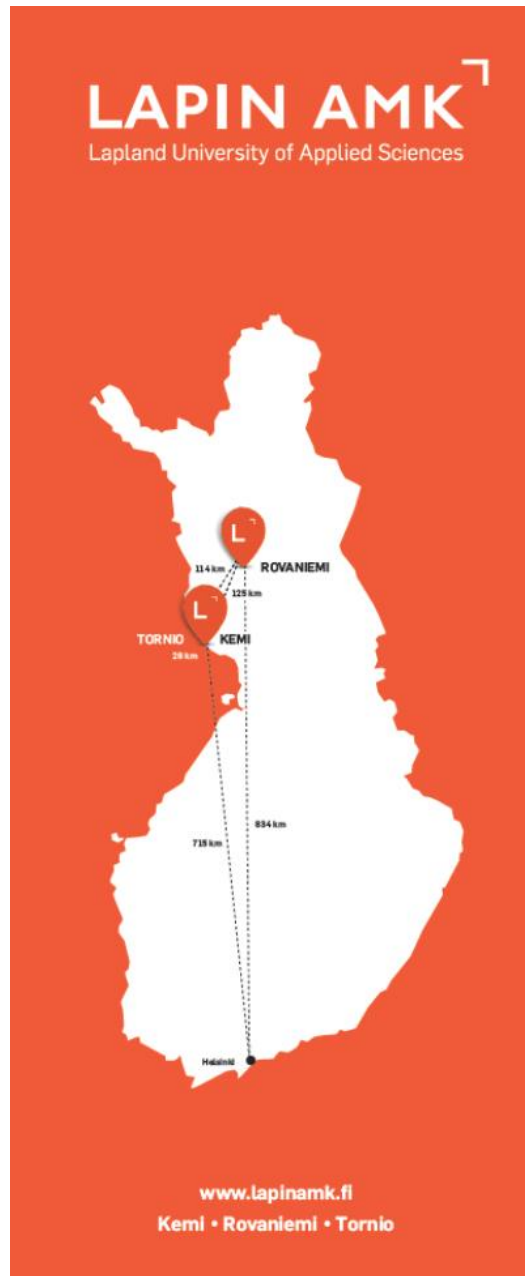 LAPIN AMK
Lapland University of Applied Sciences
L
114 km
ROVANIEMI
125 km
L
TORNIO
KEMI
28 km
834 km
715 km
Helsinki
www.lapinamk.fi
Kemi • Rovaniemi • Tornio